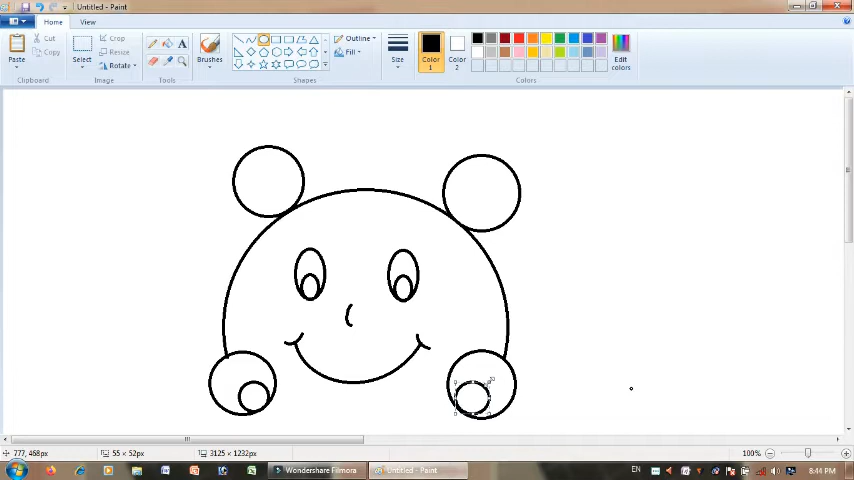 Untitled - Paint
Home View
Paste
Cut
Copy
Clipboard
Select
Crop
Resize
Rotate
Image
A
Tools
Brushes
Shapes
Outline
Fill
Size
Color 1
Color 2
Edit colors
Colors
777, 468px
55 × 52px
3125 x 1232px
100%
Wondershare Filmora
Untitled - Paint
EN
8:44 PM